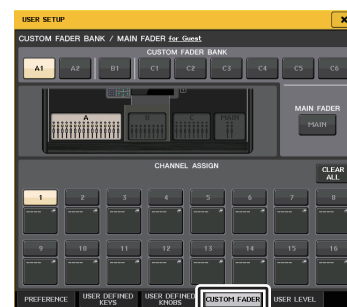 USER SETUP
CUSTOM FADER BANK / MAIN FADER for Guest
CUSTOM FADER BANK
A1 A2 B1 C1 C2 C3 C4 C5 C6
A B C MAIN
MAIN FADER
MAIN
CHANNEL ASSIGN
CLEAR ALL
1 2 3 4 5 6 7 8
---- ---- ---- ---- ---- ---- ---- ----
9 10 11 12 13 14 15 16
---- ---- ---- ---- ---- ---- ---- ----
PREFERENCE USER DEFINED KEYS USER DEFINED KNOBS CUSTOM FADER USER LEVEL